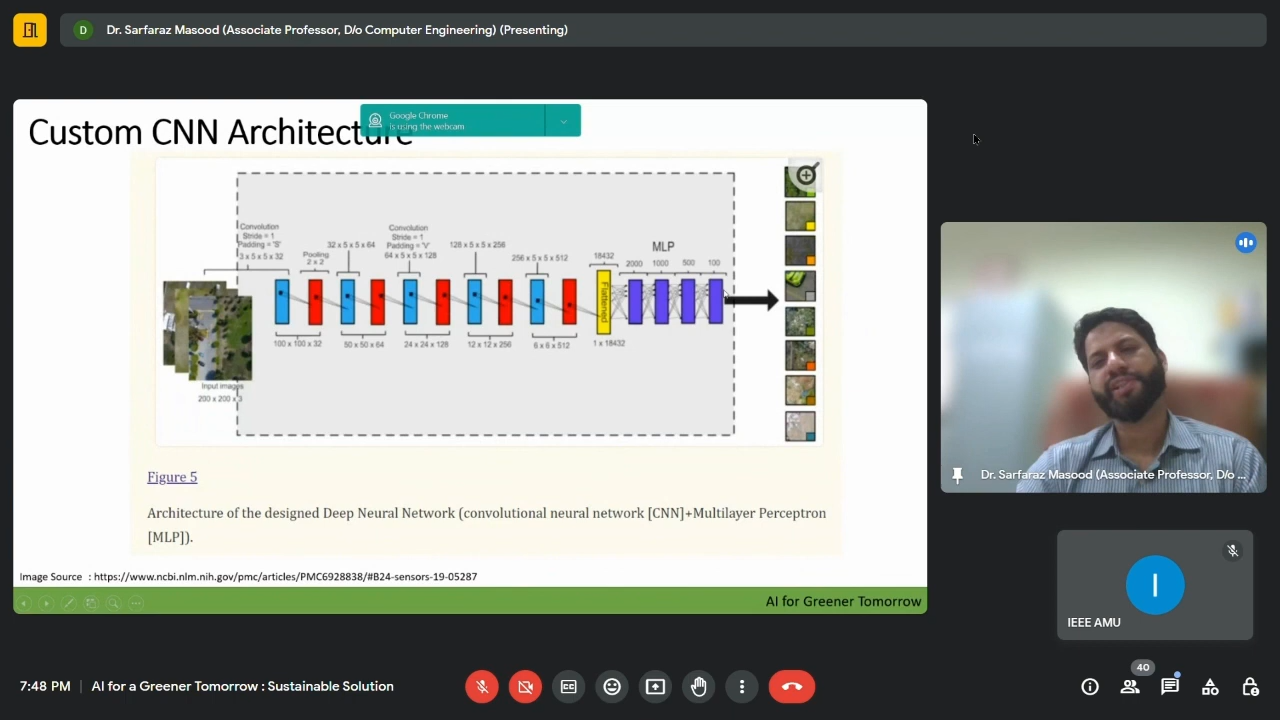 D
Dr. Sarfaraz Masood (Associate Professor, D/o Computer Engineering) (Presenting)
Google Chrome
is using the webcam
Custom CNN Architecture
Convolution
Stride = 1
Padding = 'S'
3 x 5 x 5 x 32
Pooling
2 x 2
32 x 5 x 5 x 64
Convolution
Stride = 1
Padding = 'V'
64 x 5 x 5 x 128
128 x 5 x 5 x 256
256 x 5 x 5 x 512
18432
MLP
2000
1000
500
100
Flattened
100 x 100 x 32
50 x 50 x 64
24 x 24 x 128
12 x 12 x 256
6 x 6 x 512
1 x 18432
Input images
200 x 200 x 3
Figure 5
Architecture of the designed Deep Neural Network (convolutional neural network [CNN]+Multilayer Perceptron
[MLP]).
Image Source : https://www.ncbi.nlm.nih.gov/pmc/articles/PMC6928838/#B24-sensors-19-05287
AI for Greener Tomorrow
Dr. Sarfaraz Masood (Associate Professor, D/o ...
I
IEEE AMU
7:48 PM | AI for a Greener Tomorrow : Sustainable Solution
40